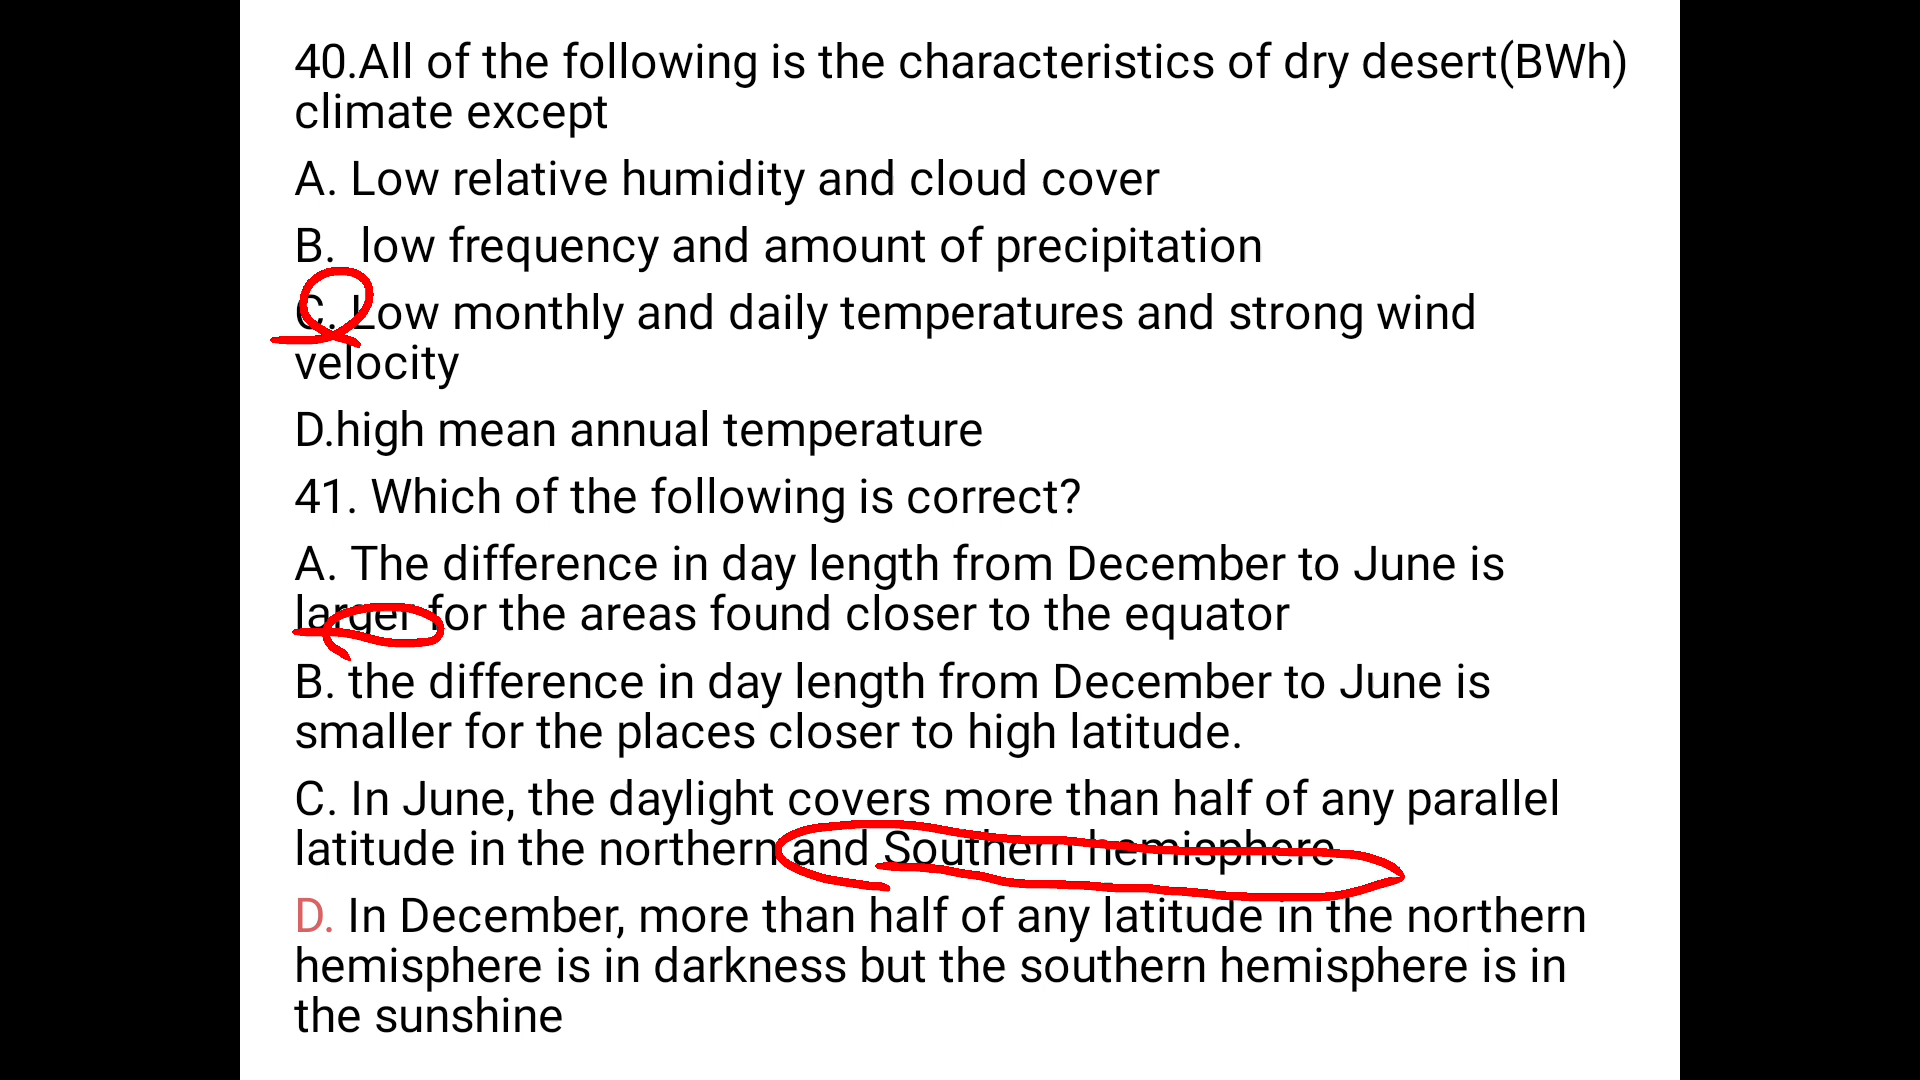 40.All of the following is the characteristics of dry desert(BWh)
climate except
A. Low relative humidity and cloud cover
B.  low frequency and amount of precipitation
C. Low monthly and daily temperatures and strong wind
velocity
D.high mean annual temperature
41. Which of the following is correct?
A. The difference in day length from December to June is
larger for the areas found closer to the equator
B. the difference in day length from December to June is
smaller for the places closer to high latitude.
C. In June, the daylight covers more than half of any parallel
latitude in the northern and Southern hemisphere
D. In December, more than half of any latitude in the northern
hemisphere is in darkness but the southern hemisphere is in
the sunshine